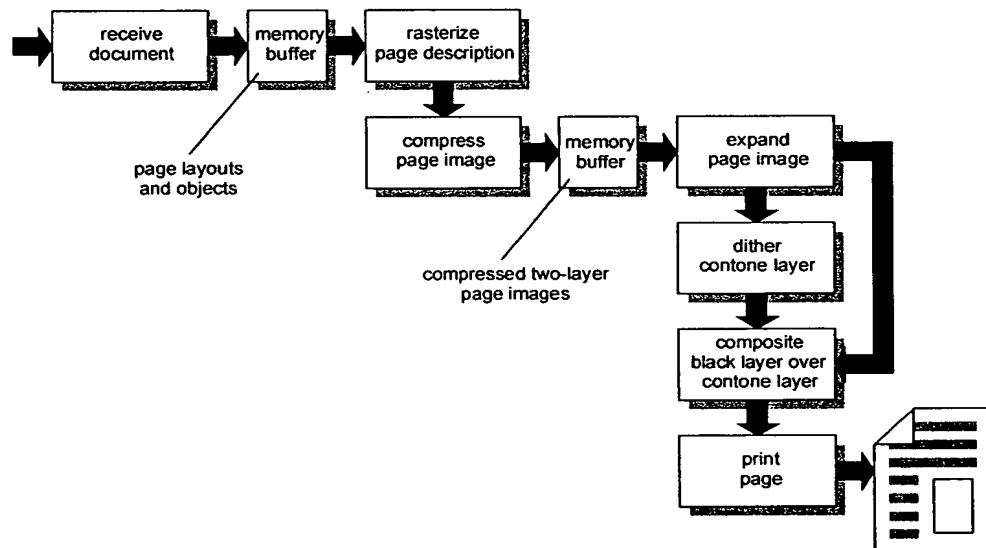 receive
document
memory
buffer
rasterize
page description
compress
page image
memory
buffer
expand
page image
page layouts
and objects
dither
contone layer
compressed two-layer
page images
composite
black layer over
contone layer
print
page